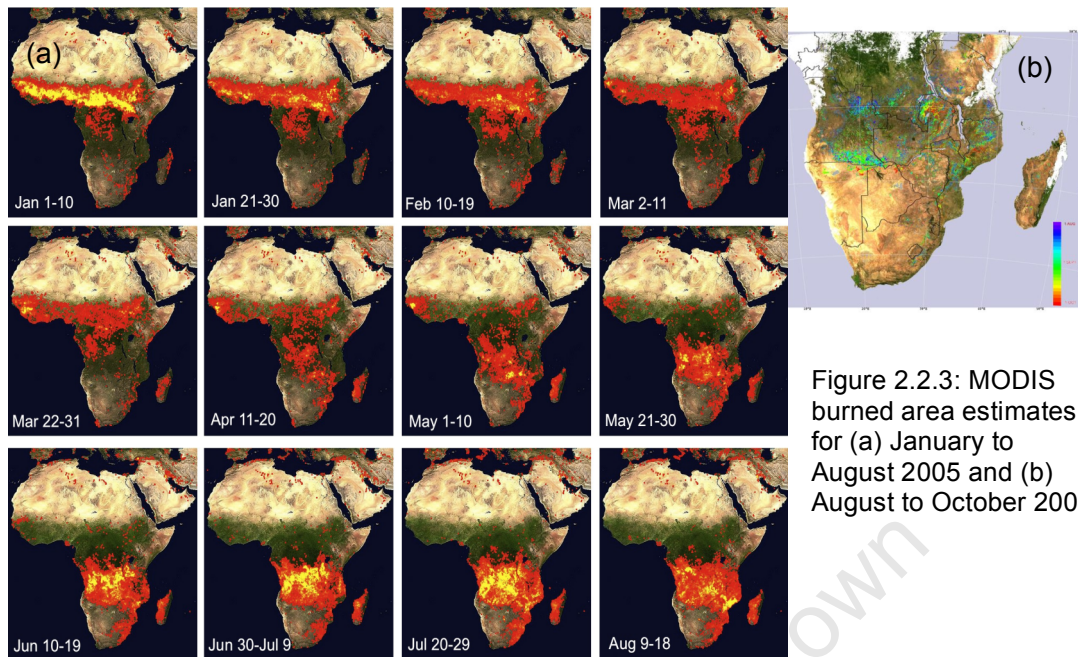 (a)
(b)
Jan 1-10
Jan 21-30
Feb 10-19
Mar 2-11
Mar 22-31
Apr 11-20
May 1-10
May 21-30
Figure 2.2.3: MODIS
burned area estimates
for (a) January to
August 2005 and (b)
August to October 200
Jun 10-19
Jun 30-Jul 9
Jul 20-29
Aug 9-18
own